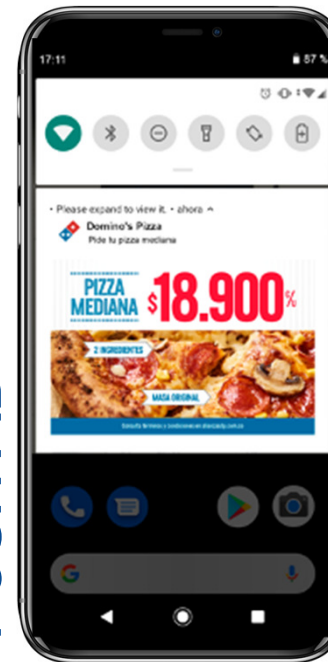 17:11
87 %
• Please expand to view it. • ahora
Domino's Pizza
Pide tu pizza mediana
PIZZA
MEDIANA
$18.900
2 INGREDIENTES
MASA ORIGINAL
G